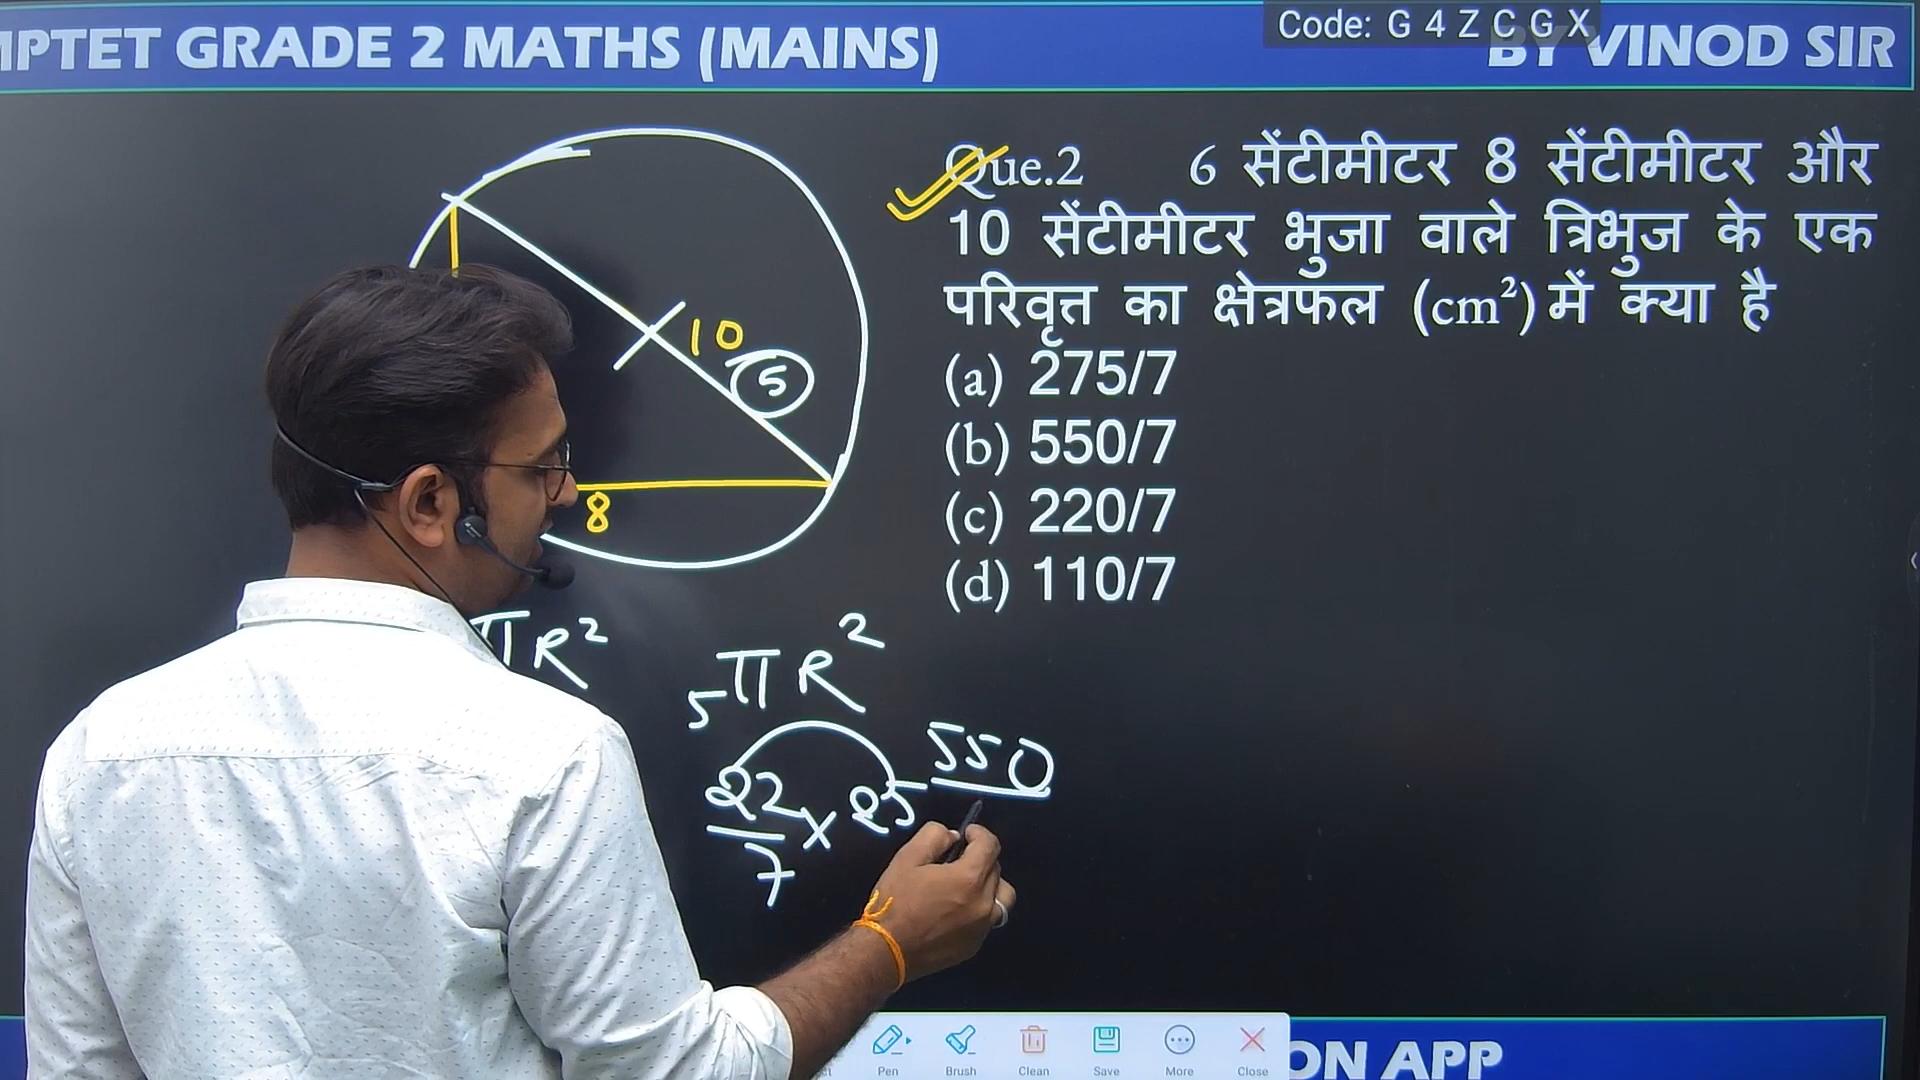 MPTET GRADE 2 MATHS (MAINS)
Code: G 4 Z C G X
BY VINOD SIR
Que.2 6 सेंटीमीटर 8 सेंटीमीटर और
10 सेंटीमीटर भुजा वाले त्रिभुज के एक
परिवृत्त का क्षेत्रफल (cm²) में क्या है
(a) 275/7
(b) 550/7
(c) 220/7
(d) 110/7
10
5
8
πR²
πR²
5
22/7 × 25
550
Pen
Brush
Clean
Save
More
Close
ON APP